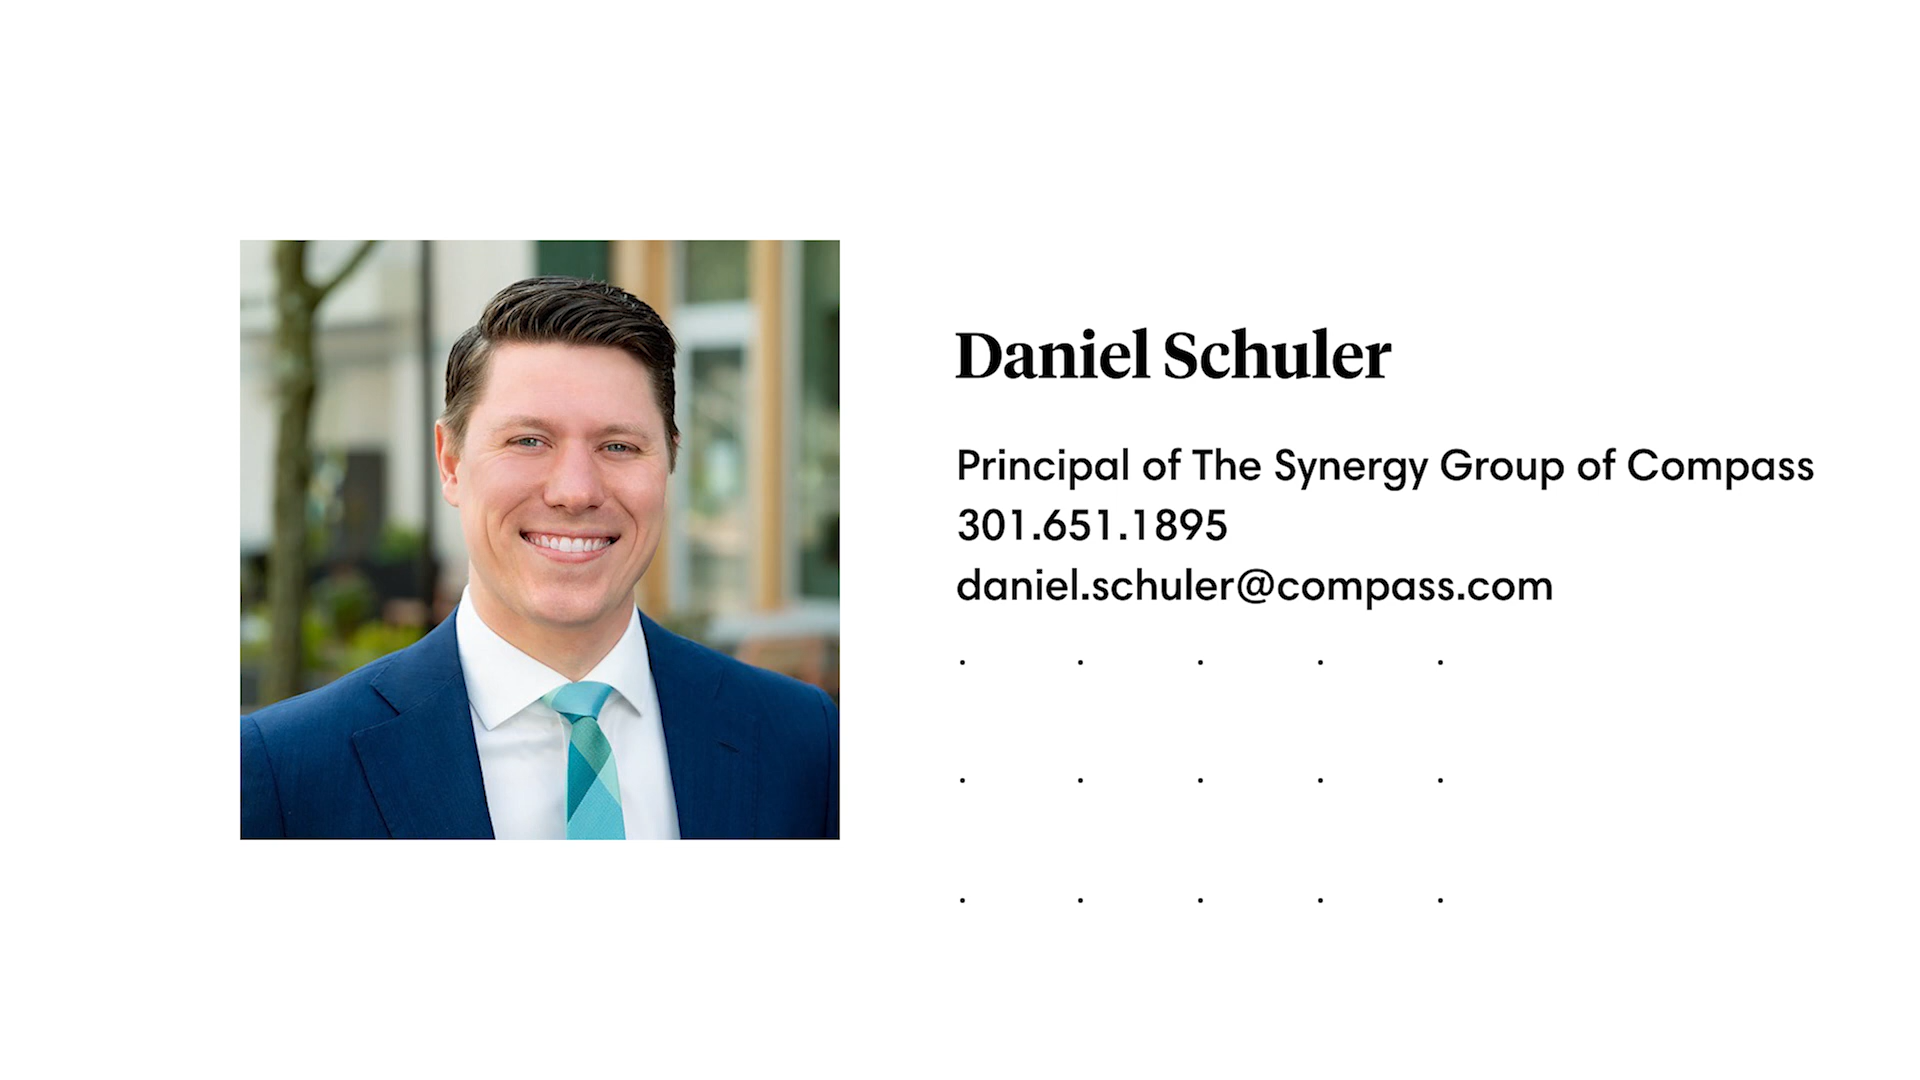 Daniel Schuler
Principal of The Synergy Group of Compass
301.651.1895
daniel.schuler@compass.com